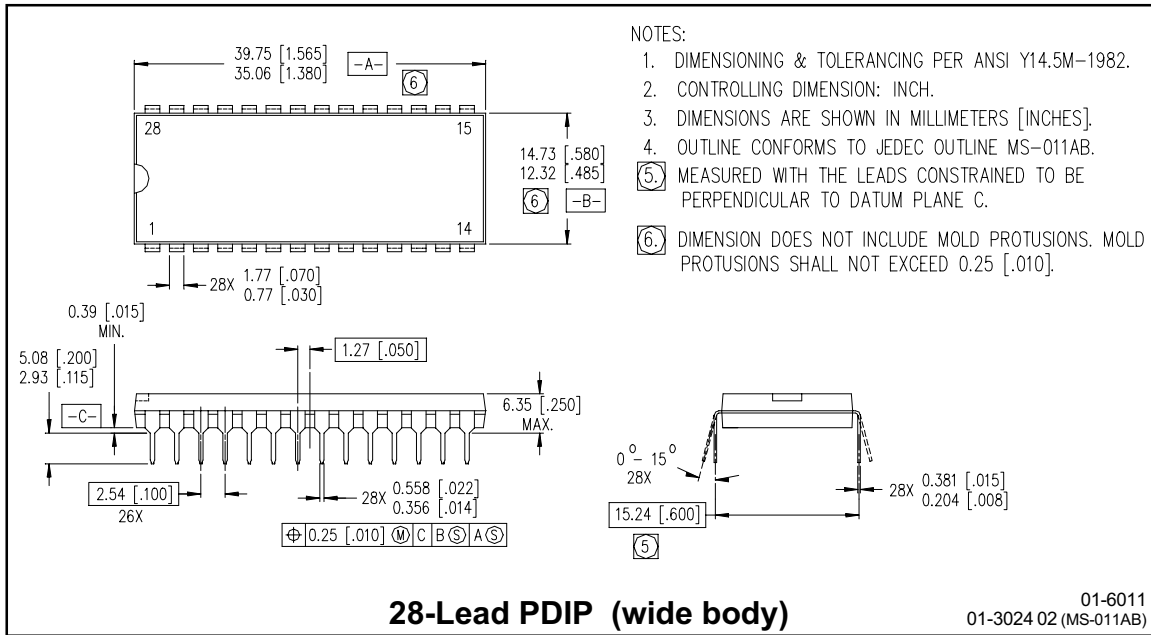 39.75 [1.565]
35.06 [1.380]
-A-
6
28
15
1
14
14.73 [.580]
12.32 [.485]
6
-B-
28X
1.77 [.070]
0.77 [.030]
NOTES:
1. DIMENSIONING & TOLERANCING PER ANSI Y14.5M-1982.
2. CONTROLLING DIMENSION: INCH.
3. DIMENSIONS ARE SHOWN IN MILLIMETERS [INCHES].
4. OUTLINE CONFORMS TO JEDEC OUTLINE MS-011AB.
5. MEASURED WITH THE LEADS CONSTRAINED TO BE
PERPENDICULAR TO DATUM PLANE C.
6. DIMENSION DOES NOT INCLUDE MOLD PROTUSIONS. MOLD
PROTUSIONS SHALL NOT EXCEED 0.25 [.010].
0.39 [.015]
MIN.
5.08 [.200]
2.93 [.115]
-C-
1.27 [.050]
6.35 [.250]
MAX.
2.54 [.100]
26X
28X
0.558 [.022]
0.356 [.014]
⌖ 0.25 [.010] Ⓜ C B Ⓢ A Ⓢ
0° - 15°
28X
15.24 [.600]
5
28X
0.381 [.015]
0.204 [.008]
28-Lead PDIP (wide body)
01-6011
01-3024 02 (MS-011AB)